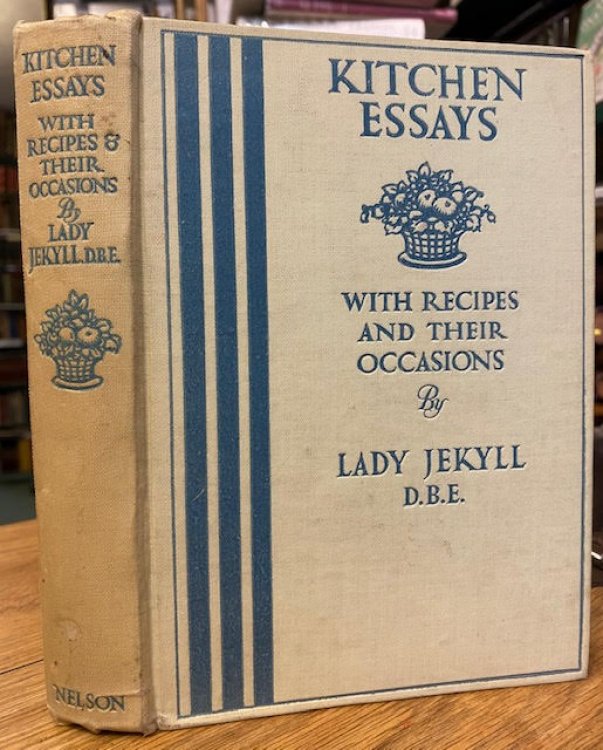 KITCHEN
ESSAYS
WITH
RECIPES &
THEIR
OCCASIONS
By
LADY
JEKYLL.D.B.E.
NELSON
KITCHEN
ESSAYS
WITH RECIPES
AND THEIR
OCCASIONS
By
LADY JEKYLL
D.B.E.